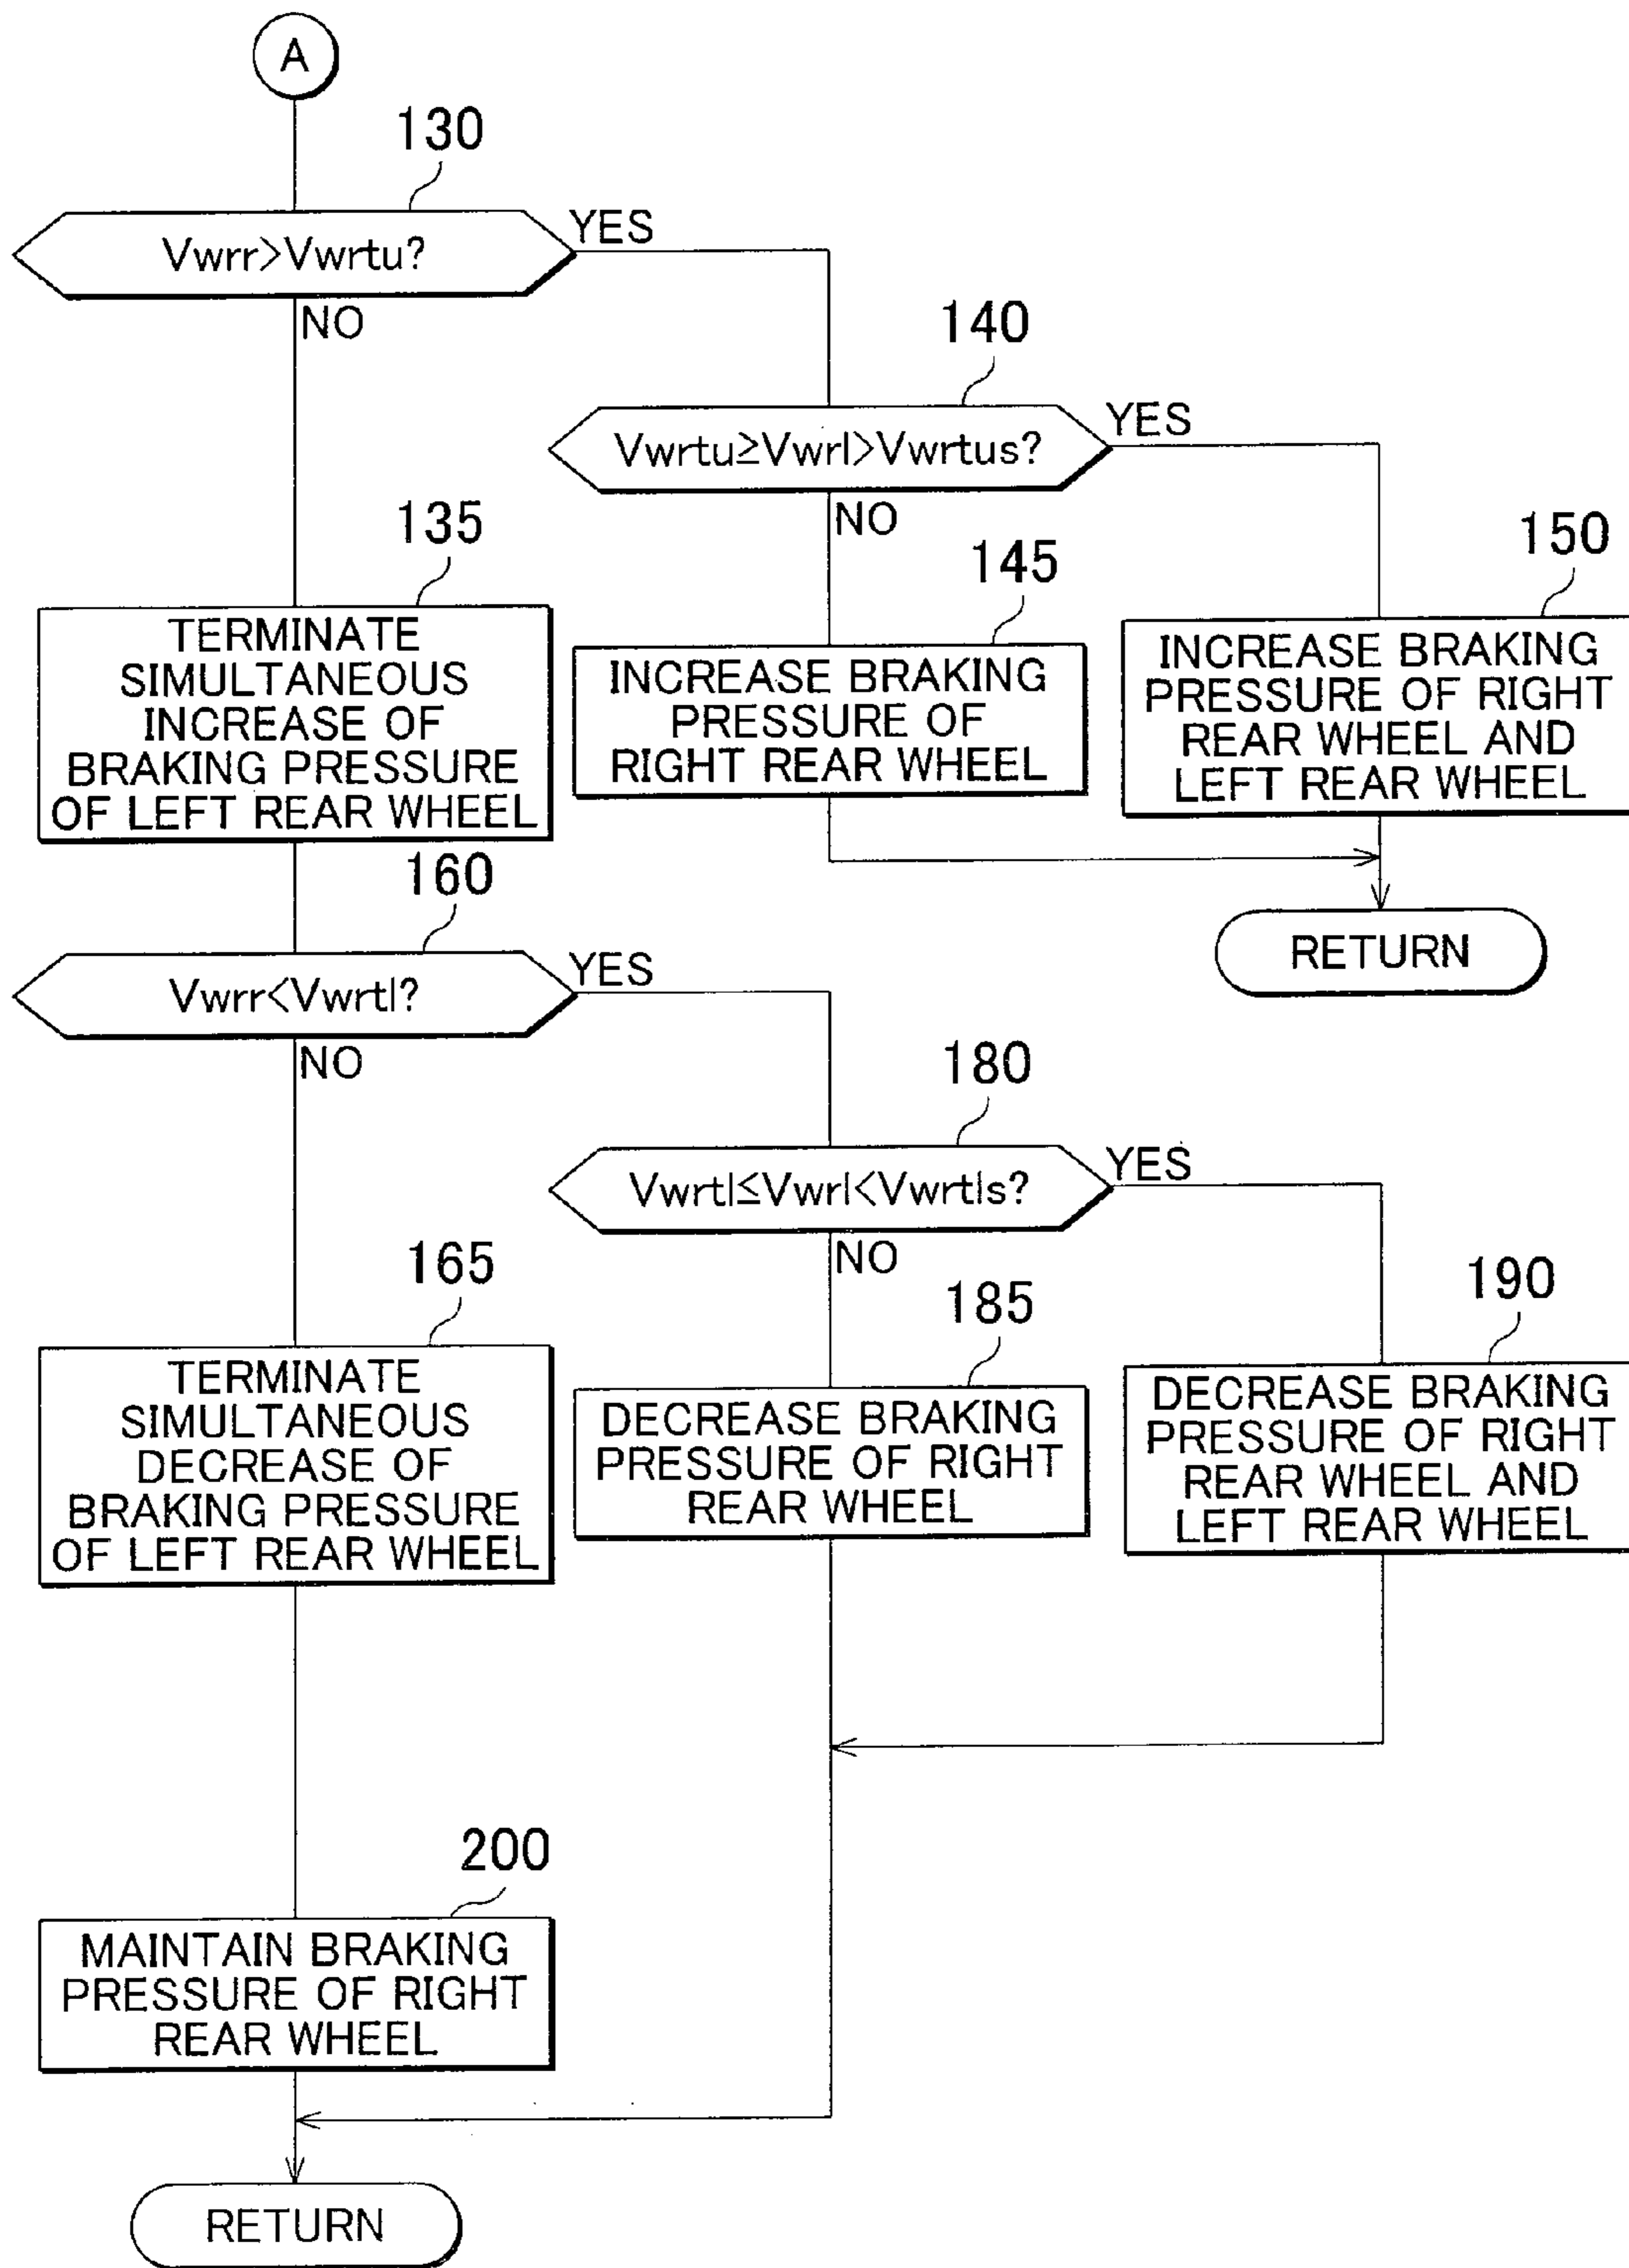 A
130
Vwrr>Vwrtu?
YES
NO
140
Vwrtu≥Vwrl>Vwrtus?
YES
NO
135
TERMINATE
SIMULTANEOUS
INCREASE OF
BRAKING PRESSURE
OF LEFT REAR WHEEL
145
INCREASE BRAKING
PRESSURE OF
RIGHT REAR WHEEL
150
INCREASE BRAKING
PRESSURE OF RIGHT
REAR WHEEL AND
LEFT REAR WHEEL
RETURN
160
Vwrr<Vwrtl?
YES
NO
180
Vwrtl≤Vwrl<Vwrtls?
YES
NO
165
TERMINATE
SIMULTANEOUS
DECREASE OF
BRAKING PRESSURE
OF LEFT REAR WHEEL
185
DECREASE BRAKING
PRESSURE OF RIGHT
REAR WHEEL
190
DECREASE BRAKING
PRESSURE OF RIGHT
REAR WHEEL AND
LEFT REAR WHEEL
200
MAINTAIN BRAKING
PRESSURE OF RIGHT
REAR WHEEL
RETURN